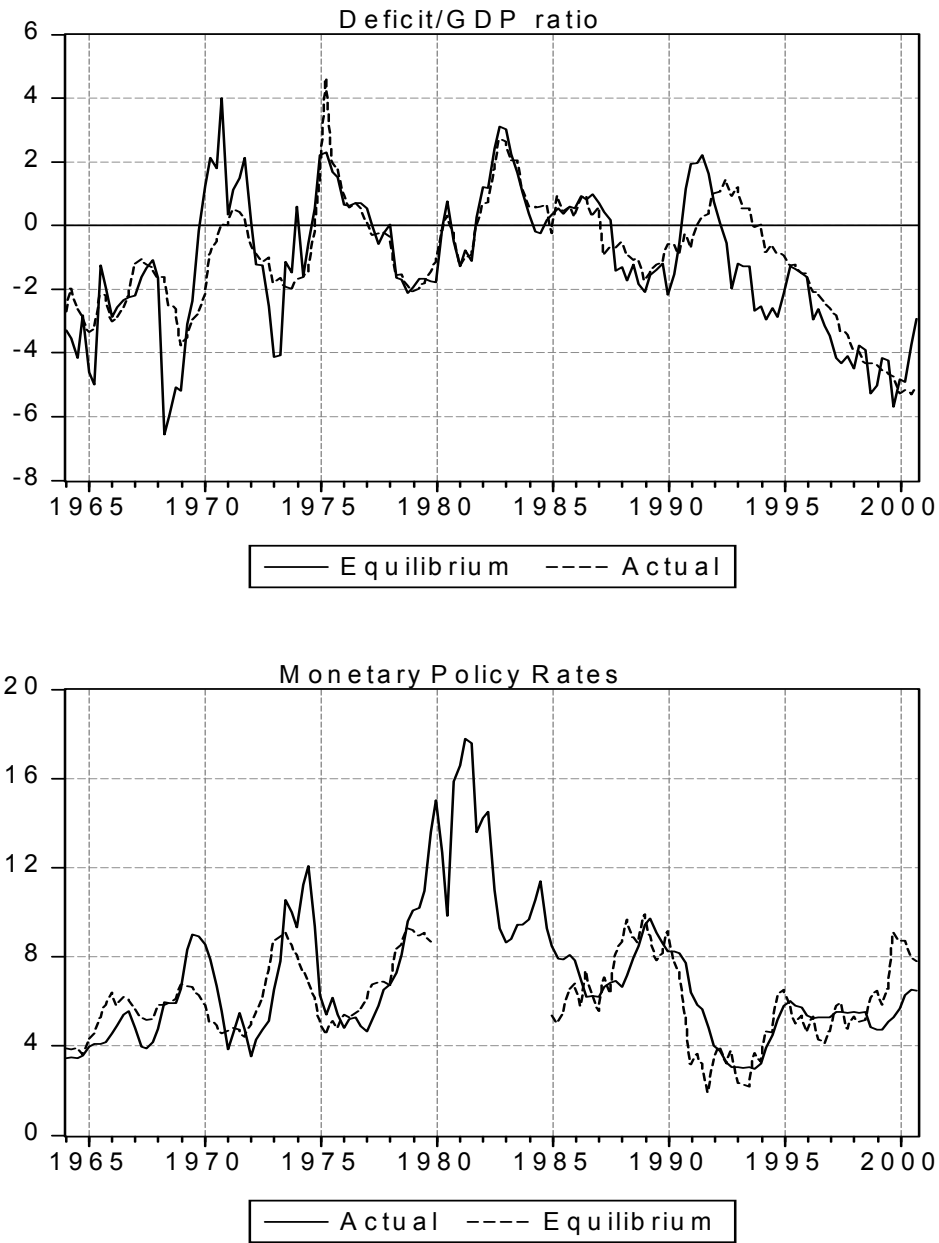 Deficit/GDP ratio
6
4
2
0
-2
-4
-6
-8
1965 1970 1975 1980 1985 1990 1995 2000
Equilibrium Actual
Monetary Policy Rates
20
16
12
8
4
0
1965 1970 1975 1980 1985 1990 1995 2000
Actual Equilibrium